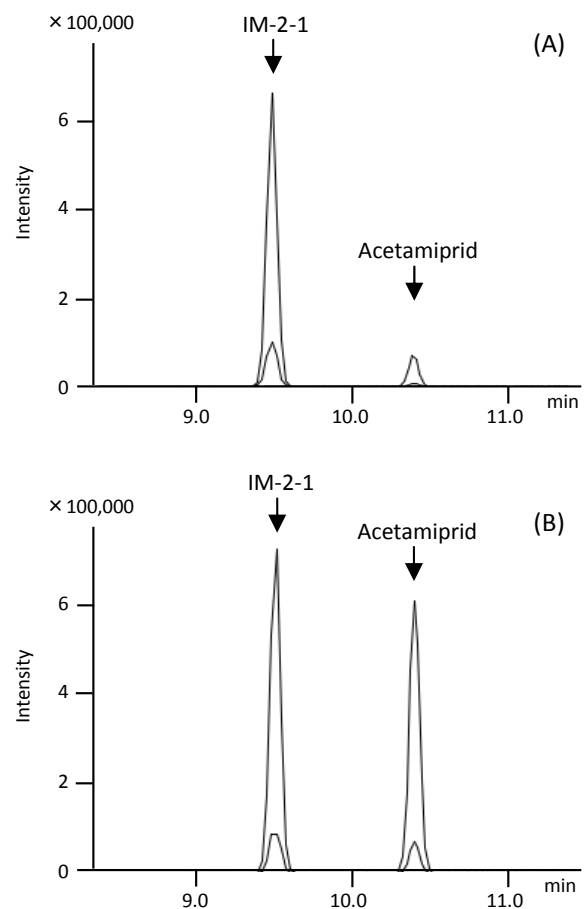 IM-2-1
× 100,000
(A)
6
4
2
0
Intensity
Acetamiprid
9.0
10.0
11.0
min
IM-2-1
× 100,000
(B)
Acetamiprid
6
4
2
0
Intensity
9.0
10.0
11.0
min